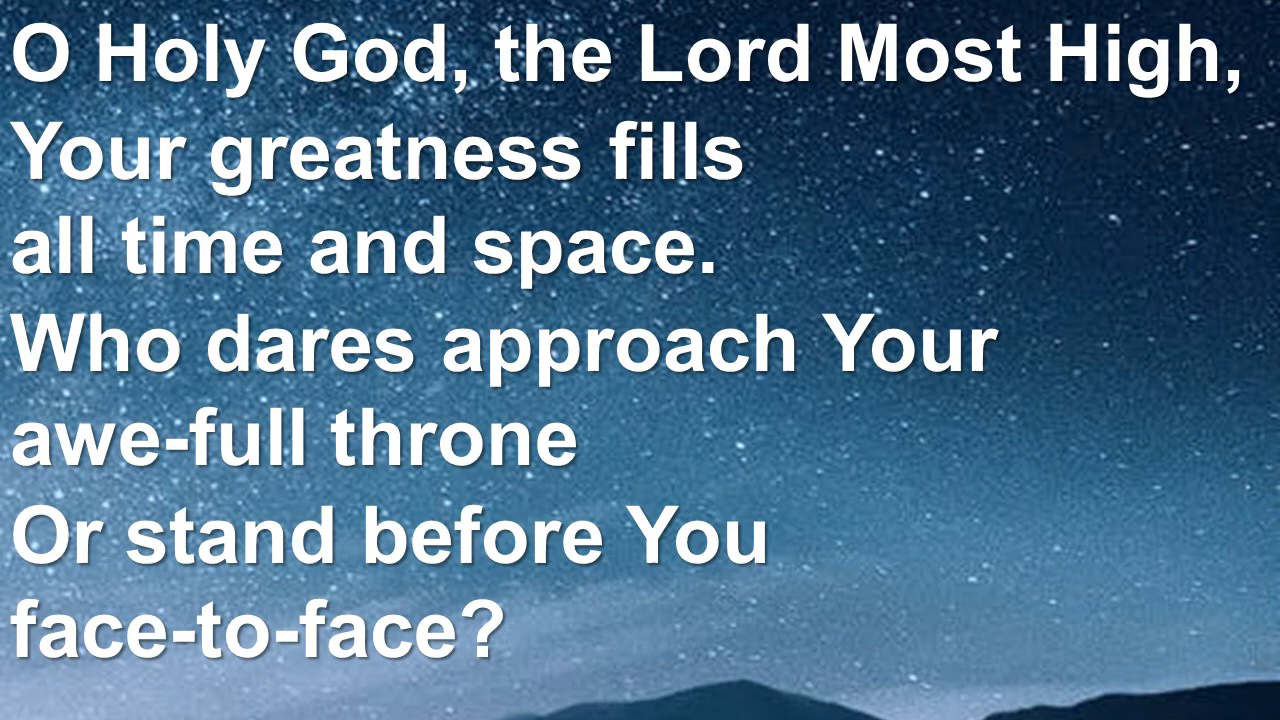 O Holy God, the Lord Most High,
Your greatness fills
all time and space.
Who dares approach Your
awe-full throne
Or stand before You
face-to-face?